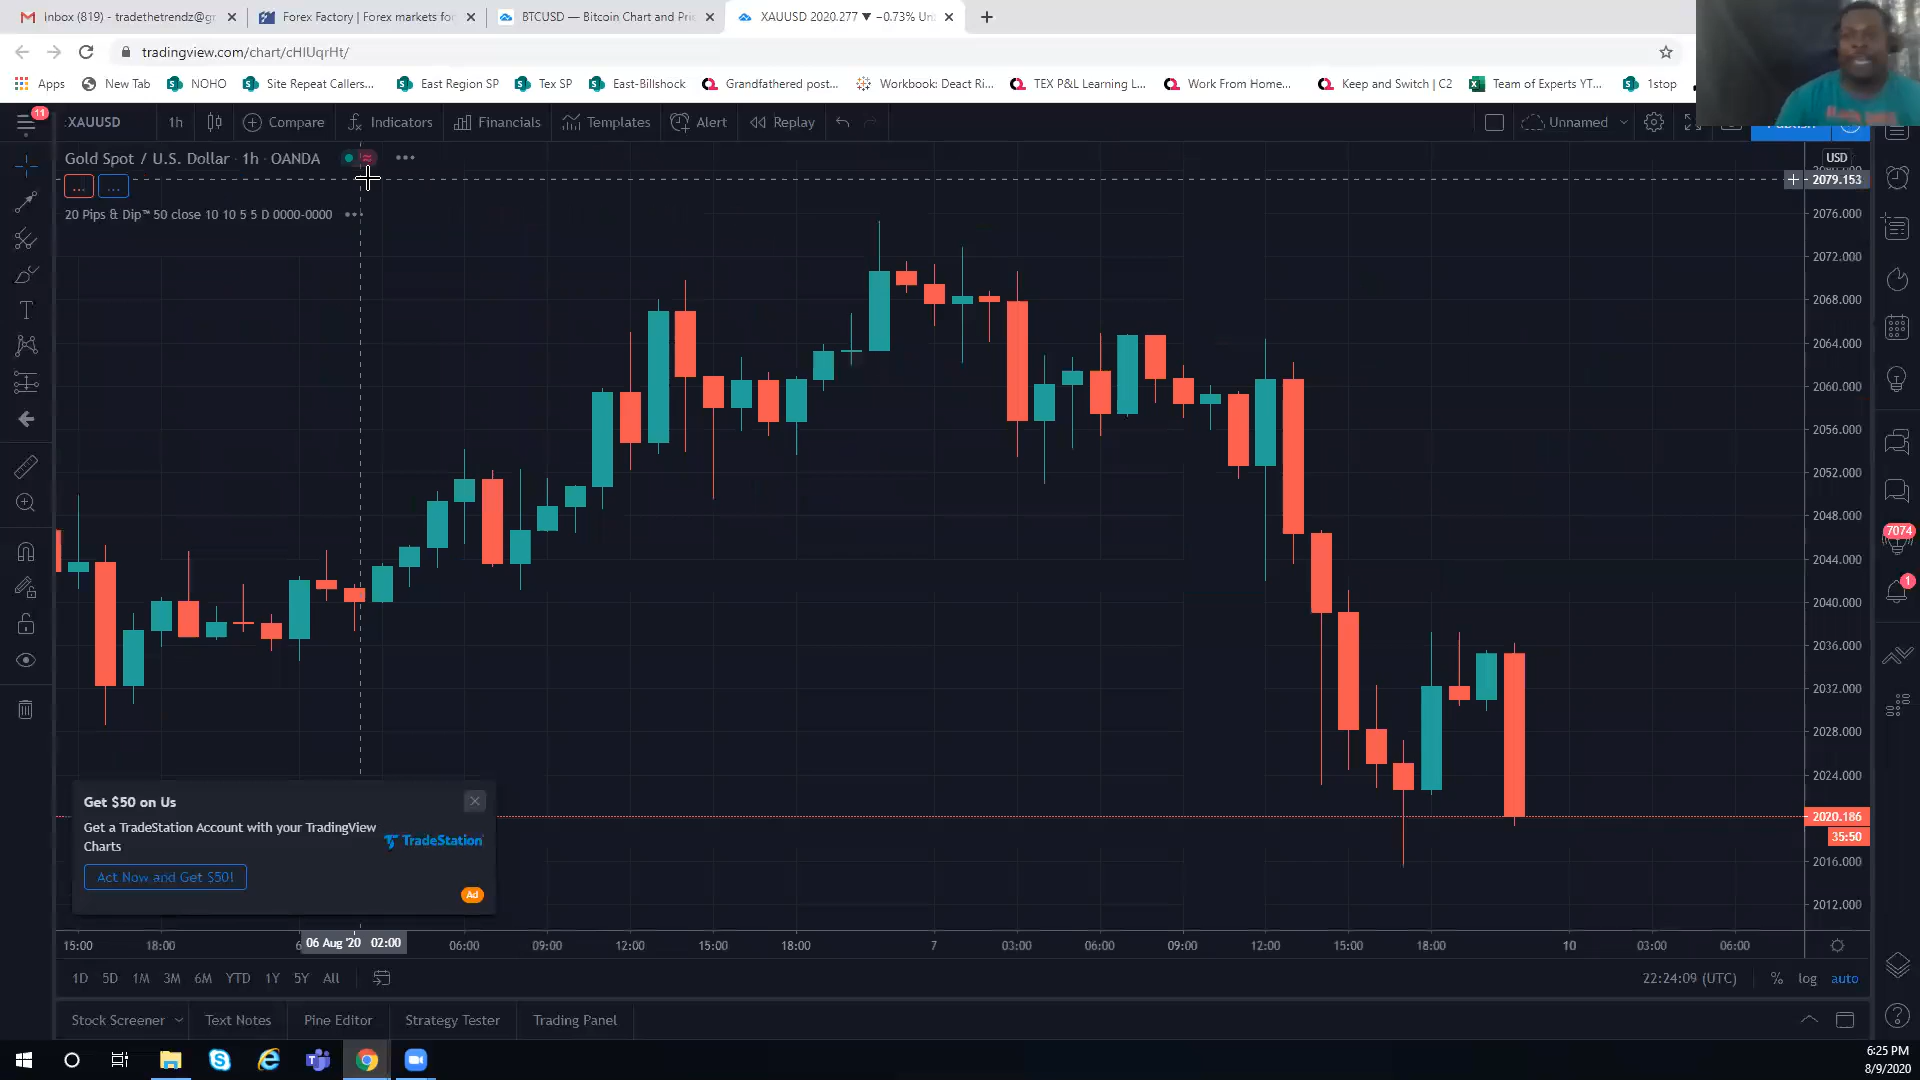 Inbox (819) - tradethetrendz@gr
Forex Factory | Forex markets for
BTCUSD — Bitcoin Chart and Pri
XAUUSD 2020.277 ▼ −0.73% Un
tradingview.com/chart/cHlUqrHt/
Apps
New Tab
NOHO
Site Repeat Callers...
East Region SP
Tex SP
East-Billshock
Grandfathered post...
Workbook: Deact Ri...
TEX P&L Learning L...
Work From Home...
Keep and Switch | C2
Team of Experts YT...
1stop
11
XAUUSD
1h
Compare
Indicators
Financials
Templates
Alert
Replay
Unnamed
Gold Spot / U.S. Dollar · 1h · OANDA
USD
2079.153
20 Pips & Dip™ 50 close 10 10 5 5 D 0000-0000
2076.000
2072.000
2068.000
2064.000
2060.000
2056.000
2052.000
2048.000
2044.000
2040.000
2036.000
2032.000
2028.000
2024.000
2020.186
35:50
2016.000
2012.000
7074
1
Get $50 on Us
Get a TradeStation Account with your TradingView
Charts
TradeStation
Act Now and Get $50!
Ad
15:00
18:00
06 Aug '20 02:00
06:00
09:00
12:00
15:00
18:00
7
03:00
06:00
09:00
12:00
15:00
18:00
10
03:00
06:00
1D
5D
1M
3M
6M
YTD
1Y
5Y
All
22:24:09 (UTC)
%
log
auto
Stock Screener
Text Notes
Pine Editor
Strategy Tester
Trading Panel
6:25 PM
8/9/2020